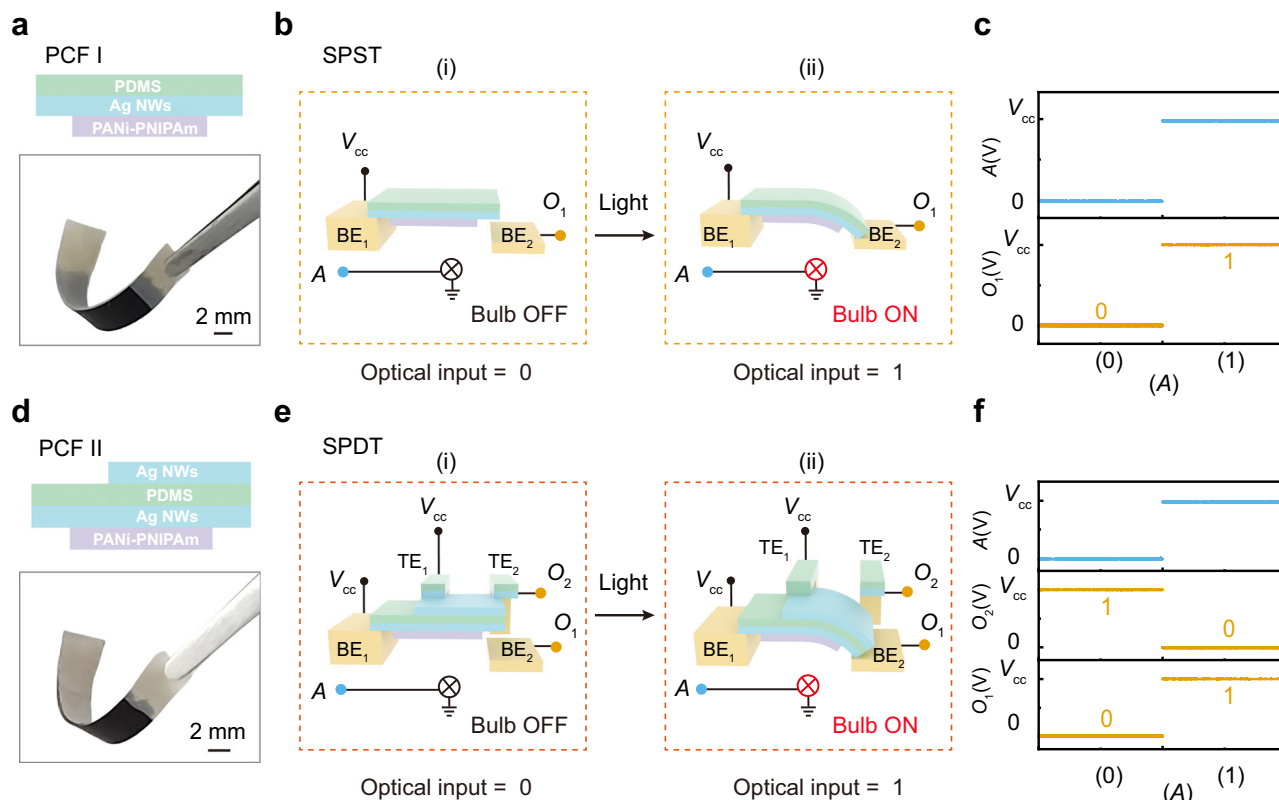 a
PCF I
PDMS
Ag NWs
PANi-PNIPAm
2 mm
b
SPST
(i)
(ii)
Vcc
O1
BE1
BE2
A
Bulb OFF
Light
Vcc
O1
BE1
BE2
A
Bulb ON
Optical input = 0
Optical input = 1
c
Vcc
A(V)
0
Vcc
O1(V)
0
0
1
(0)
(1)
(A)
d
PCF II
Ag NWs
PDMS
Ag NWs
PANi-PNIPAm
2 mm
e
SPDT
(i)
(ii)
Vcc
TE1
TE2
Vcc
O2
O1
BE1
BE2
A
Bulb OFF
Light
Vcc
TE1
TE2
Vcc
O2
O1
BE1
BE2
A
Bulb ON
Optical input = 0
Optical input = 1
f
Vcc
A(V)
0
Vcc
O2(V)
0
1
0
Vcc
O1(V)
0
0
1
(0)
(1)
(A)